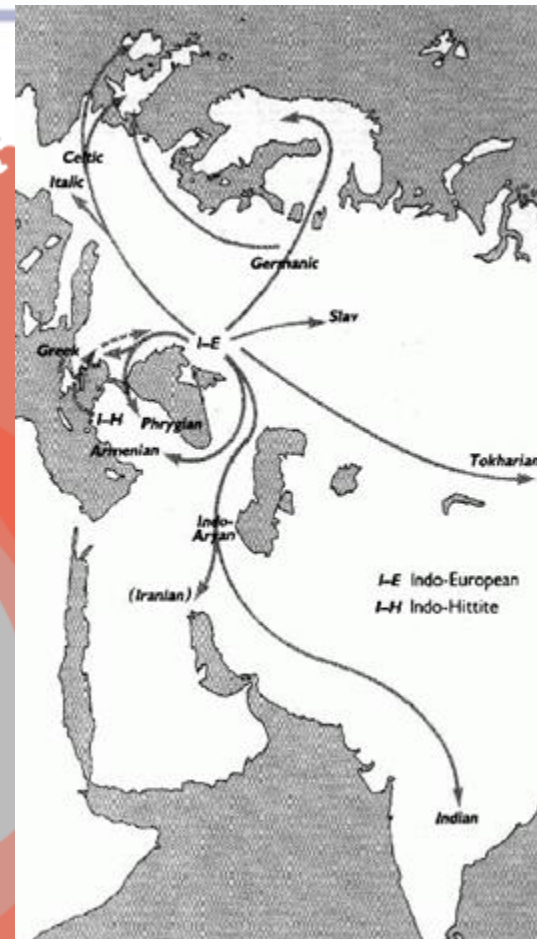 Celtic
Italic
Germanic
Slav
I-E
Greek
I-H
Phrygian
Armenian
Tokharian
Indo-
Aryan
(Iranian)
I-E Indo-European
I-H Indo-Hittite
Indian